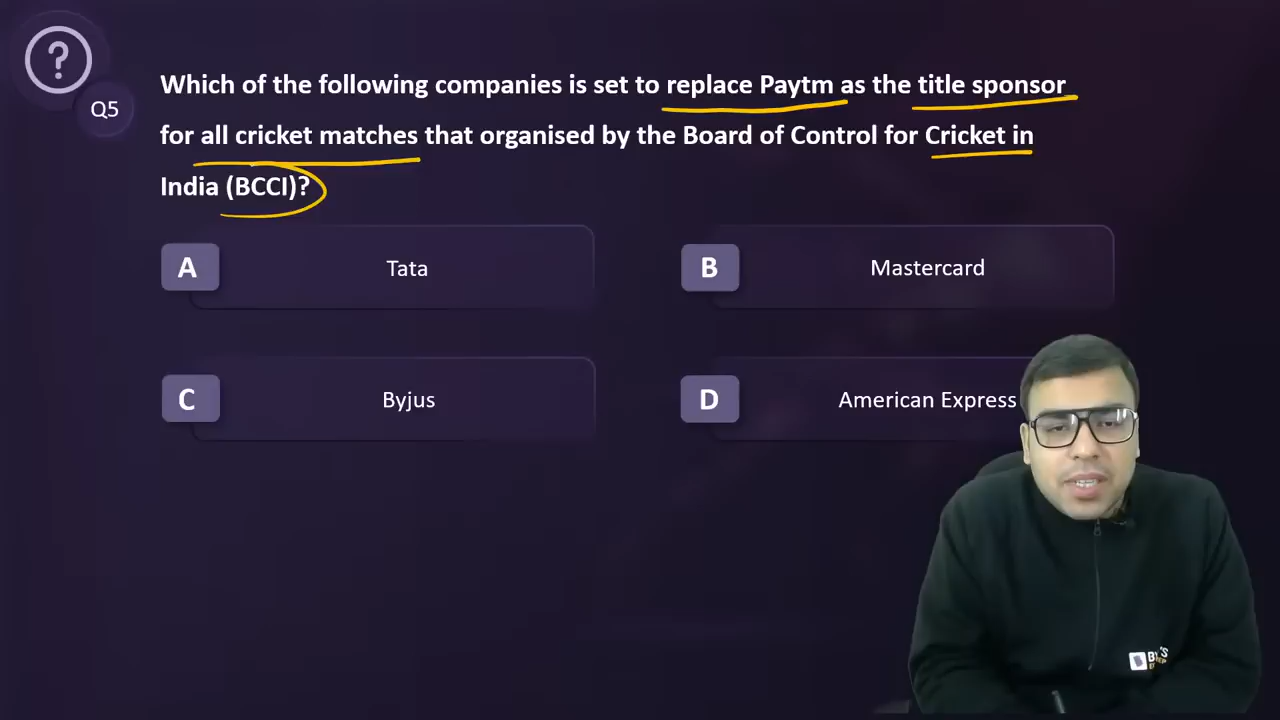 ?
Q5
Which of the following companies is set to replace Paytm as the title sponsor
for all cricket matches that organised by the Board of Control for Cricket in
India (BCCI)?
A
Tata
B
Mastercard
C
Byjus
D
American Express